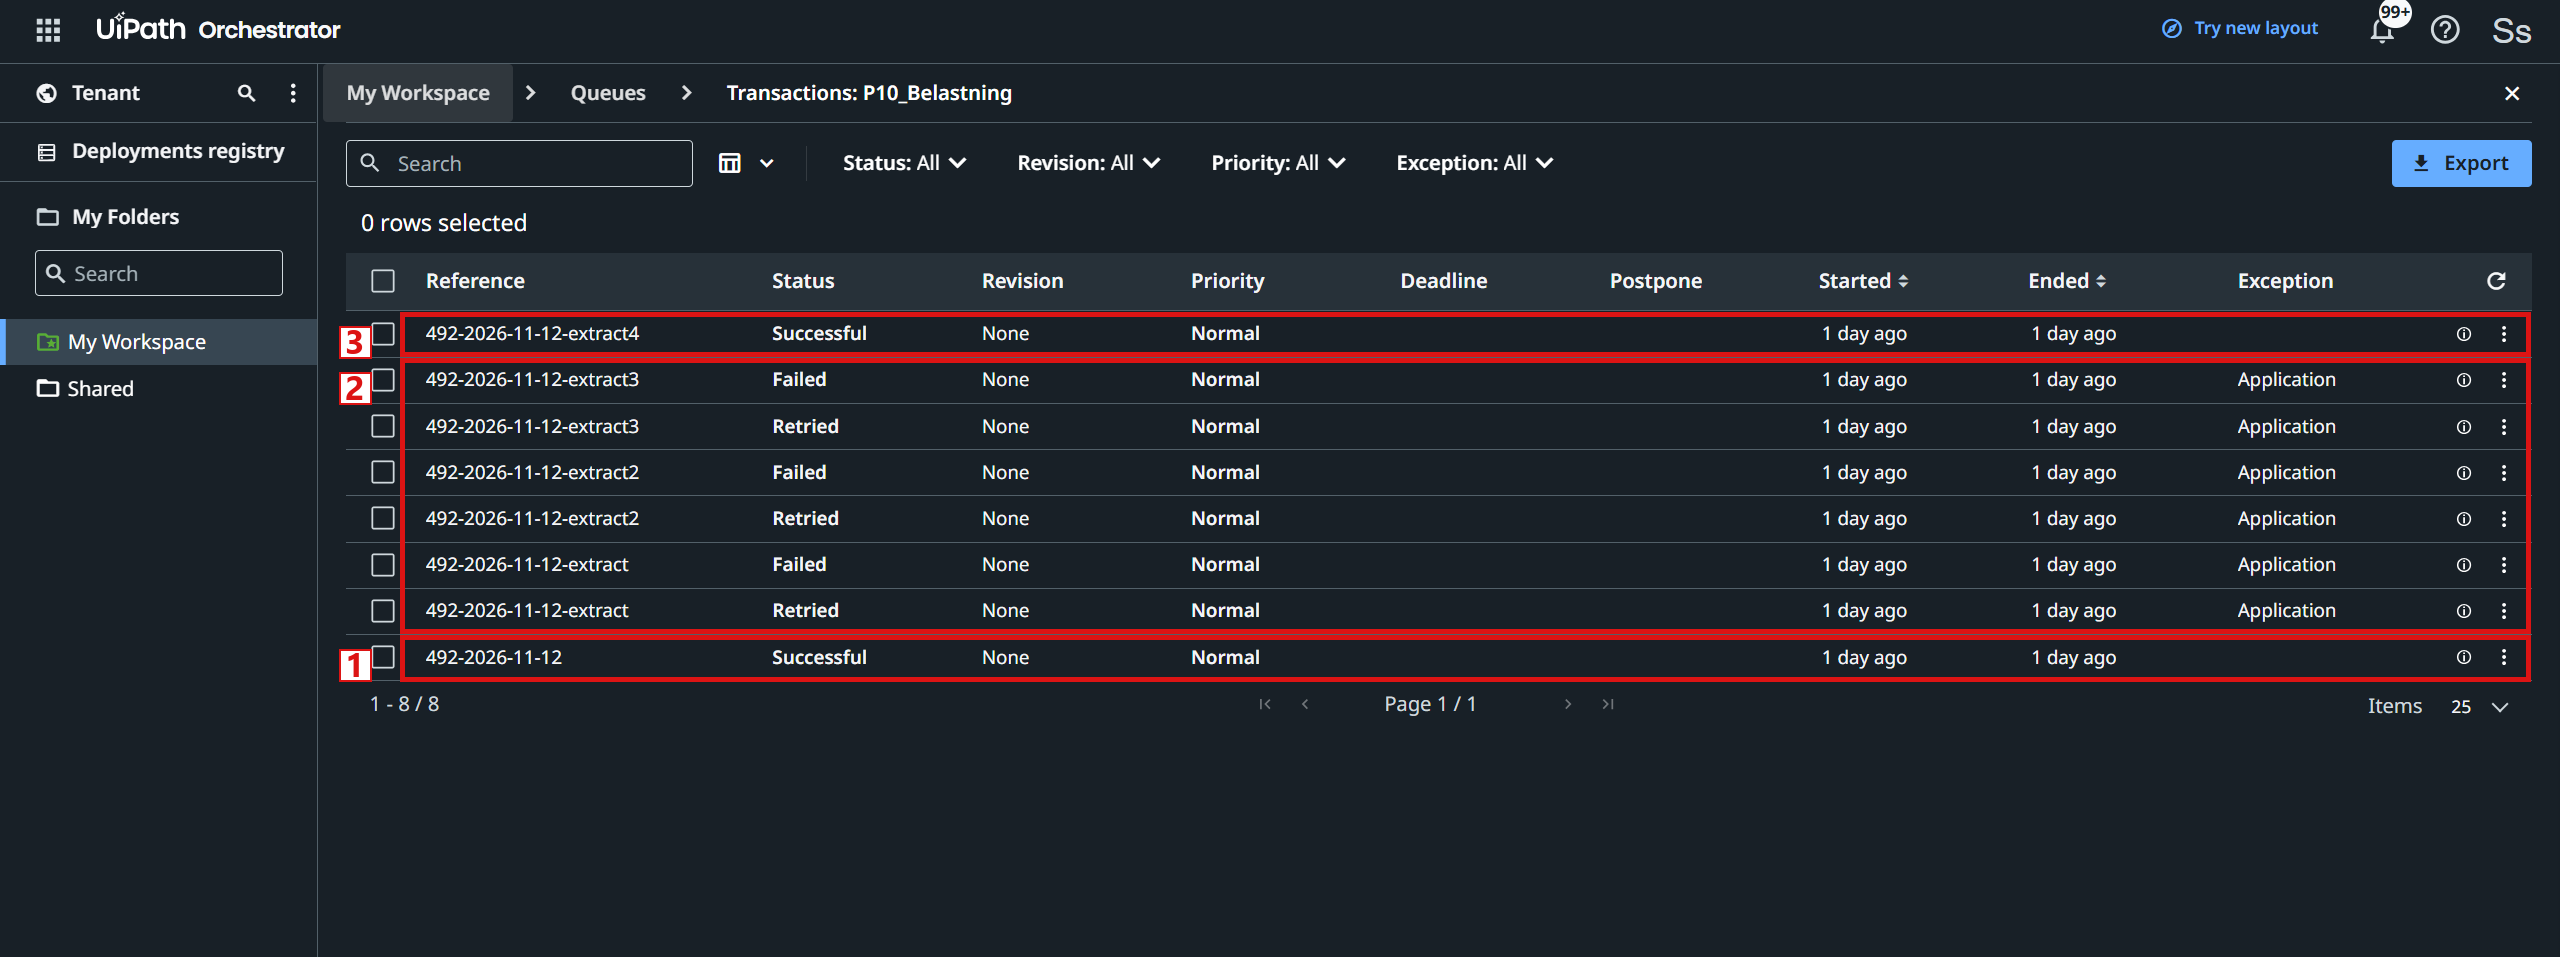 UiPath Orchestrator
Try new layout
99+
Ss
Tenant
Deployments registry
My Folders
Search
My Workspace
Shared
My Workspace > Queues > Transactions: P10_Belastning
Search
Status: All
Revision: All
Priority: All
Exception: All
Export
0 rows selected
Reference Status Revision Priority Deadline Postpone Started Ended Exception
3 492-2026-11-12-extract4 Successful None Normal 1 day ago 1 day ago
2 492-2026-11-12-extract3 Failed None Normal 1 day ago 1 day ago Application
492-2026-11-12-extract3 Retried None Normal 1 day ago 1 day ago Application
492-2026-11-12-extract2 Failed None Normal 1 day ago 1 day ago Application
492-2026-11-12-extract2 Retried None Normal 1 day ago 1 day ago Application
492-2026-11-12-extract Failed None Normal 1 day ago 1 day ago Application
492-2026-11-12-extract Retried None Normal 1 day ago 1 day ago Application
1 492-2026-11-12 Successful None Normal 1 day ago 1 day ago
1 - 8 / 8 Page 1 / 1 Items 25